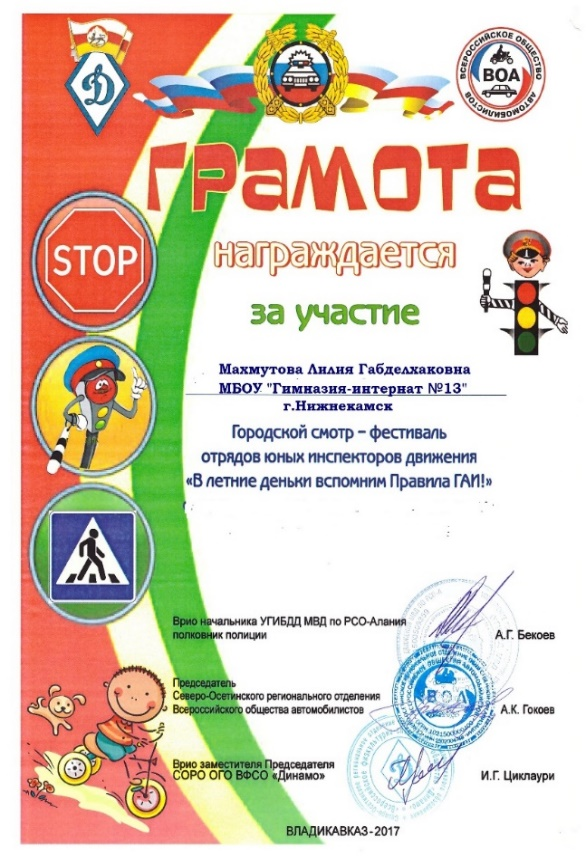 ВСЕРОССИЙСКОЕ ОБЩЕСТВО
АВТОМОБИЛИСТОВ
ВОА
Д
ГРАМОТА
награждается
за участие
STOP
Махмутова Лилия Габделхаковна
МБОУ "Гимназия-интернат №13"
г.Нижнекамск
Городской смотр – фестиваль
отрядов юных инспекторов движения
«В летние деньки вспомним Правила ГАИ!»
Врио начальника УГИБДД МВД по РСО-Алания
полковник полиции
А.Г. Бекоев
Председатель
Северо-Осетинского регионального отделения
Всероссийского общества автомобилистов
ВОА
А.К. Гокоев
Врио заместителя Председателя
СОРО ОГО ВФСО «Динамо»
И.Г. Циклаури
ВЛАДИКАВКАЗ - 2017